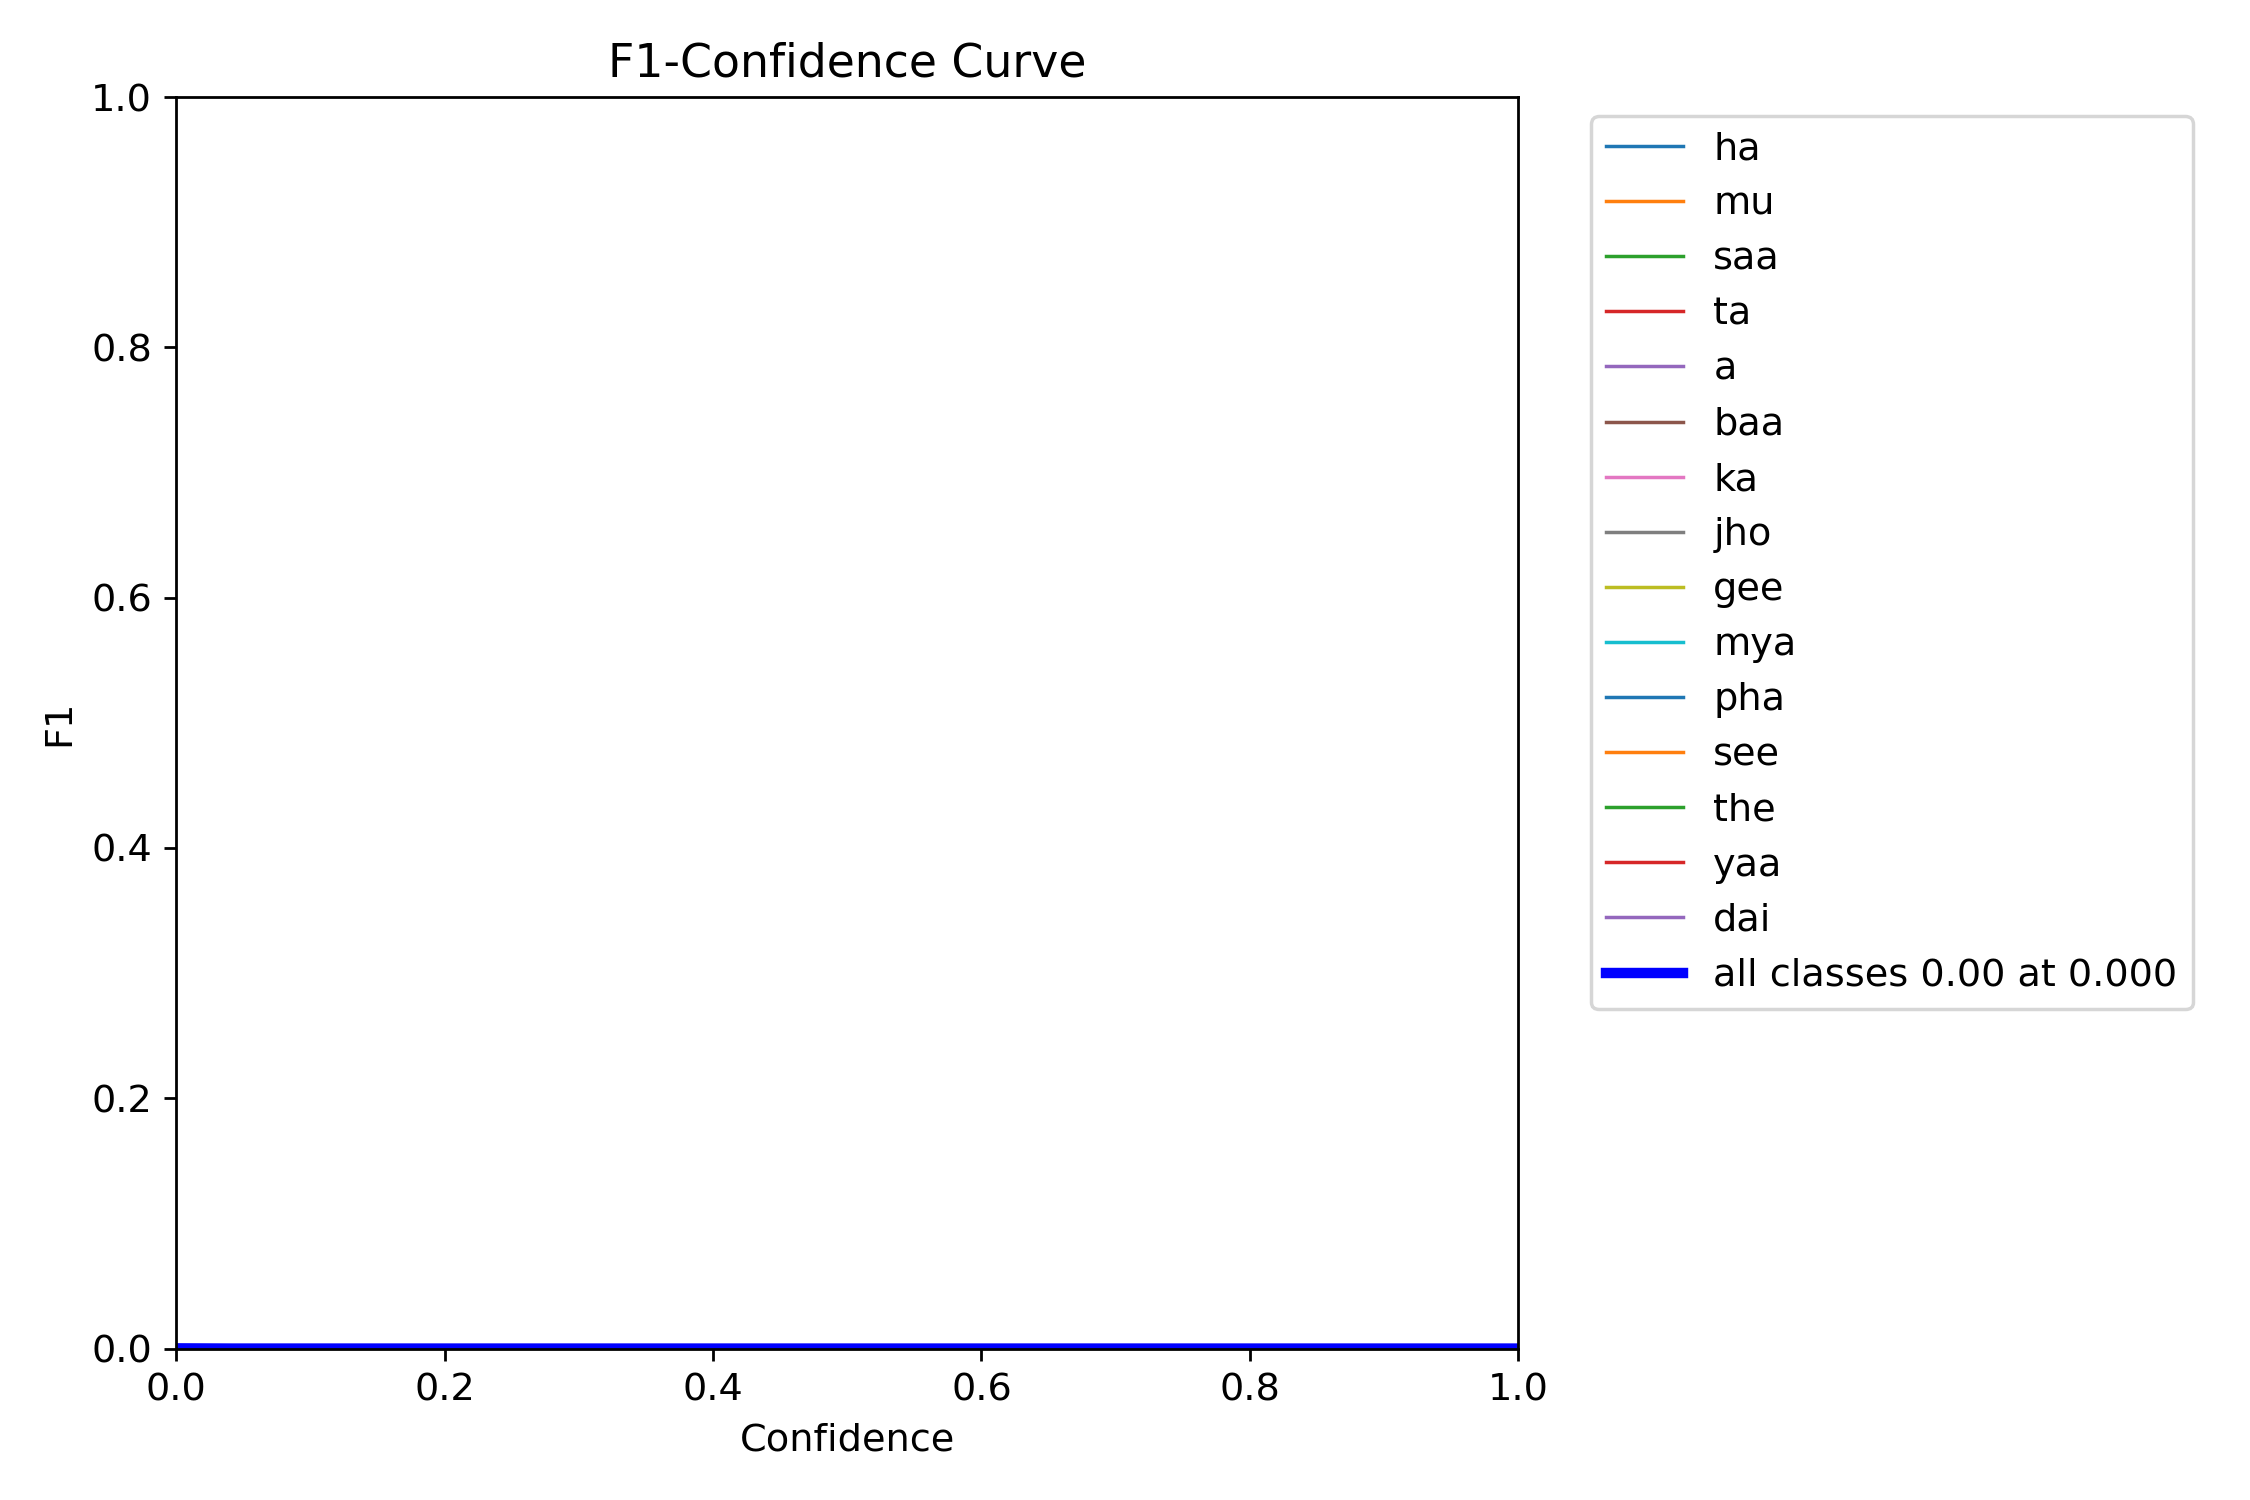 F1-Confidence Curve
1.0
0.8
0.6
0.4
0.2
0.0
F1
0.0 0.2 0.4 0.6 0.8 1.0
Confidence
ha
mu
saa
ta
a
baa
ka
jho
gee
mya
pha
see
the
yaa
dai
all classes 0.00 at 0.000